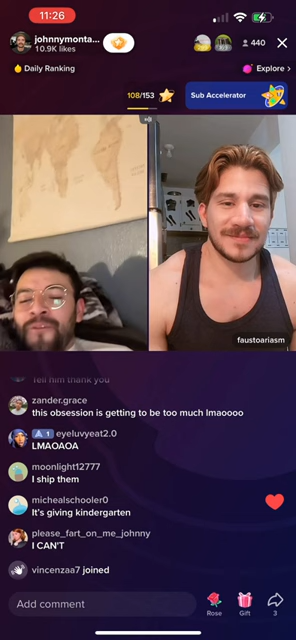 11:26
johnnymonta...
10.9K likes
440
Daily Ranking
Explore >
108/153
Sub Accelerator
faustoariasm
Tell him thank you
zander.grace
this obsession is getting to be too much lmaoooo
1 eyeluvyeat2.0
LMAOAOA
moonlight12777
I ship them
michealschooler0
It's giving kindergarten
please_fart_on_me_johnny
I CAN'T
vincenzaa7 joined
Add comment
Rose
Gift
3